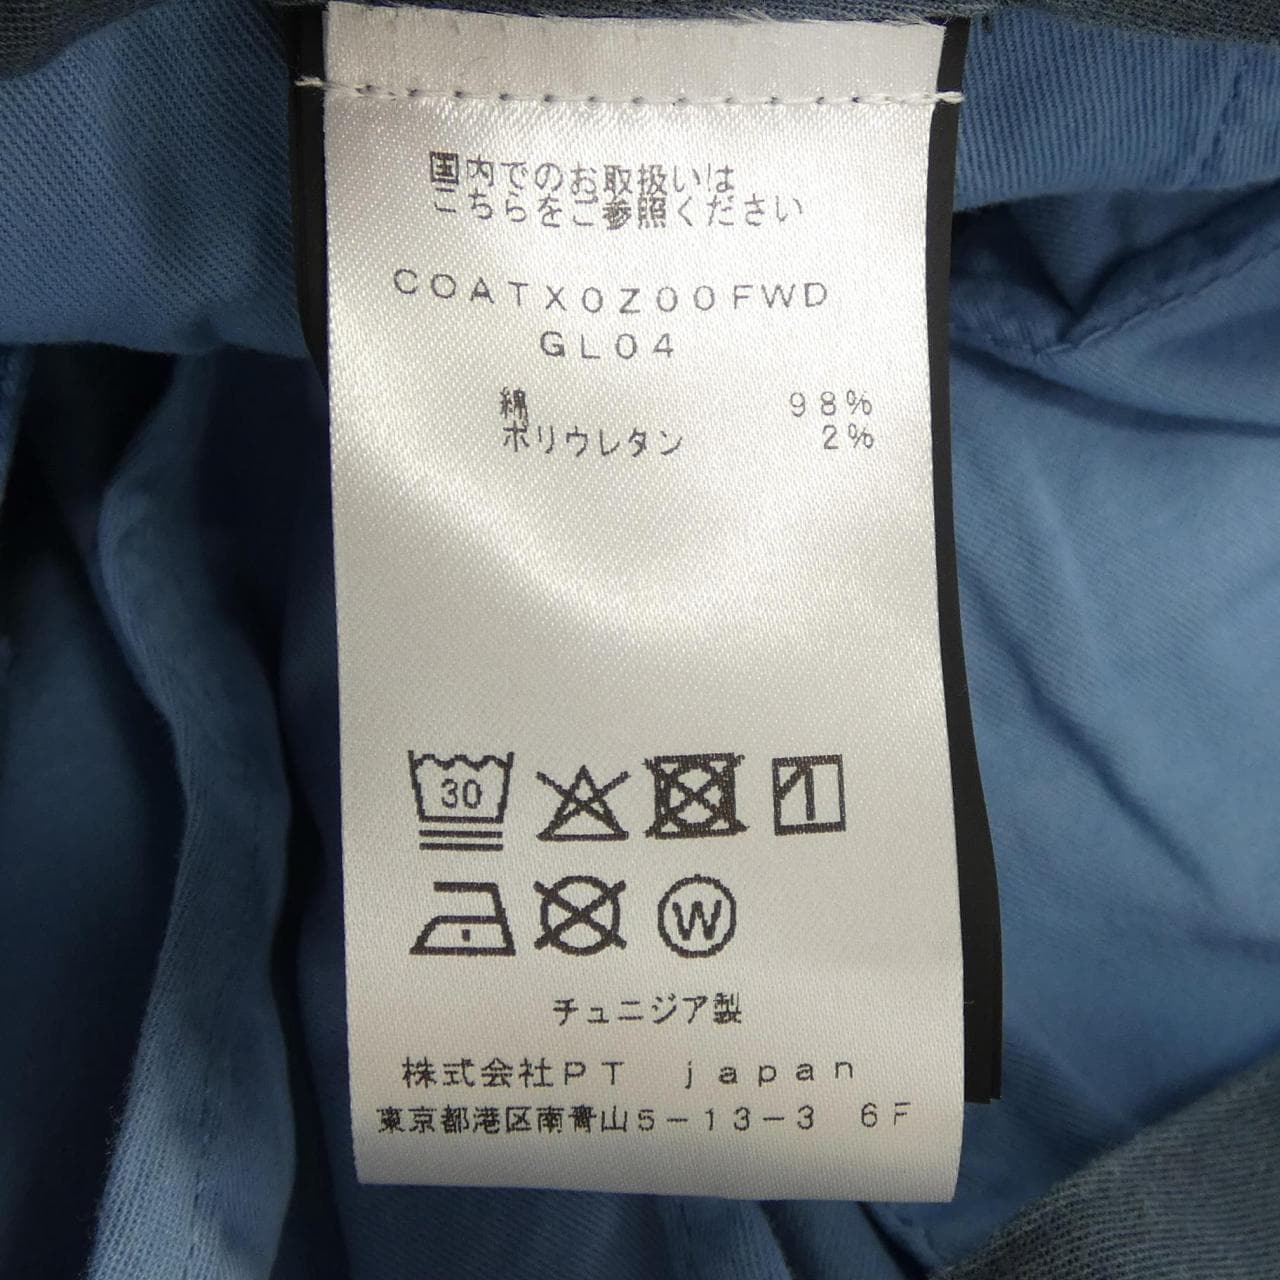 国内でのお取扱いは
こちらをご参照ください
COATX0Z00FWD
GL04
綿 98%
ポリウレタン 2%
30
W
チュニジア製
株式会社PT japan
東京都港区南青山5-13-3 6F